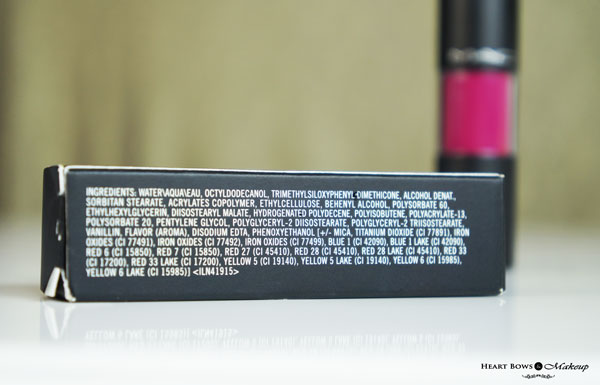 INGREDIENTS: WATER\AQUA\EAU, OCTYLDODECANOL, TRIMETHYLSILOXYPHENYL DIMETHICONE, ALCOHOL DENAT.,
SORBITAN STEARATE, ACRYLATES COPOLYMER, ETHYLCELLULOSE, BEHENYL ALCOHOL, POLYSORBATE 60,
ETHYLHEXYLGLYCERIN, DIISOSTEARYL MALATE, HYDROGENATED POLYDECENE, POLYISOBUTENE, POLYACRYLATE-13,
POLYSORBATE 20, PENTYLENE GLYCOL, POLYGLYCERYL-2 DIISOSTEARATE, POLYGLYCERYL-2 TRIISOSTEARATE,
VANILLIN, FLAVOR (AROMA), DISODIUM EDTA, PHENOXYETHANOL [+/- MICA, TITANIUM DIOXIDE (CI 77891), IRON
OXIDES (CI 77491), IRON OXIDES (CI 77492), IRON OXIDES (CI 77499), BLUE 1 (CI 42090), BLUE 1 LAKE (CI 42090),
RED 6 (CI 15850), RED 7 (CI 15850), RED 27 (CI 45410), RED 28 (CI 45410), RED 28 LAKE (CI 45410), RED 33
(CI 17200), RED 33 LAKE (CI 17200), YELLOW 5 (CI 19140), YELLOW 5 LAKE (CI 19140), YELLOW 6 (CI 15985),
YELLOW 6 LAKE (CI 15985)] <ILN41915>
HEART BOWS & MAKEUP